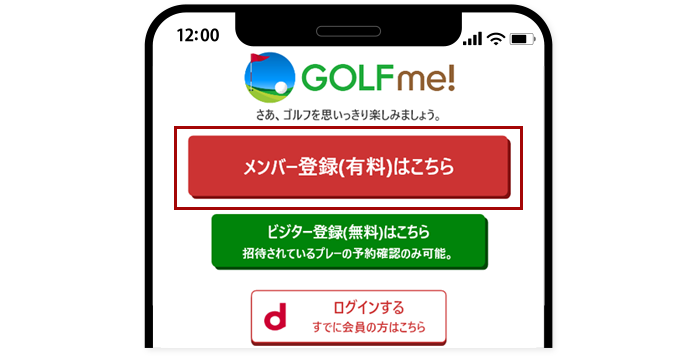 12:00
GOLFme!
さあ、ゴルフを思いっきり楽しみましょう。
メンバー登録(有料)はこちら
ビジター登録(無料)はこちら
招待されているプレーの予約確認のみ可能。
d
ログインする
すでに会員の方はこちら